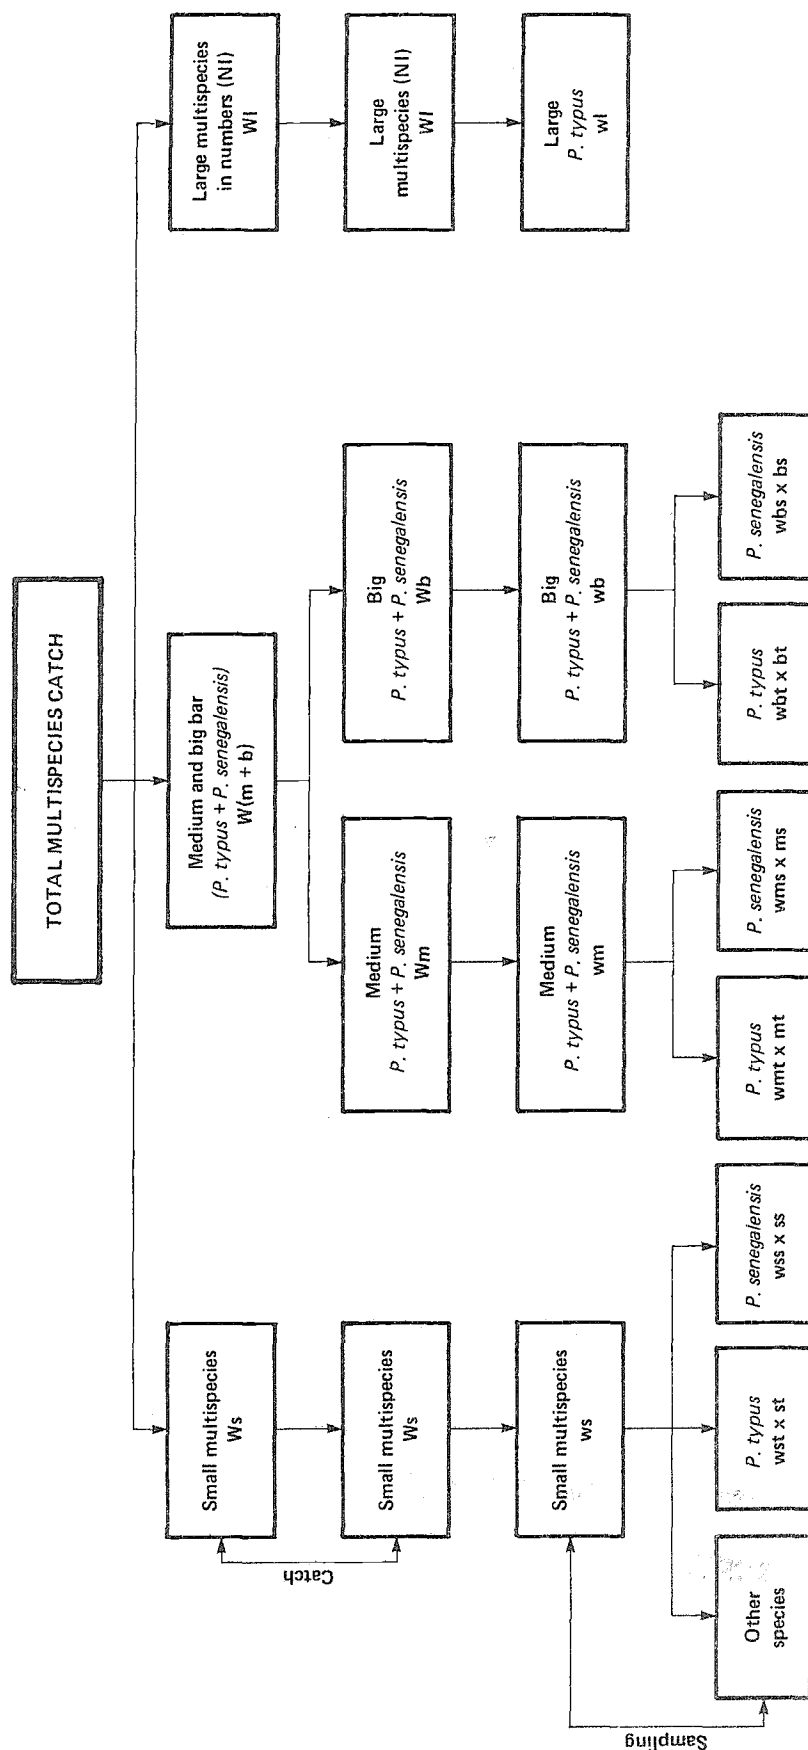 TOTAL MULTISPECIES CATCH
Small multispecies
Ws
Medium and big bar
(P. typus + P. senegalensis)
W(m + b)
Large multispecies
in numbers (Nl)
Wl
Catch
Small multispecies
Ws
Medium
Wm
P. typus + P. senegalensis
Big
Wb
P. typus + P. senegalensis
Large
multispecies (Nl)
Wl
Small multispecies
ws
Medium
wm
P. typus + P. senegalensis
Big
wb
P. typus + P. senegalensis
Large
P. typus
wl
Sampling
Other
species
P. typus
wst x st
P. senegalensis
wss x ss
P. typus
wmt x mt
P. senegalensis
wms x ms
P. typus
wbt x bt
P. senegalensis
wbs x bs